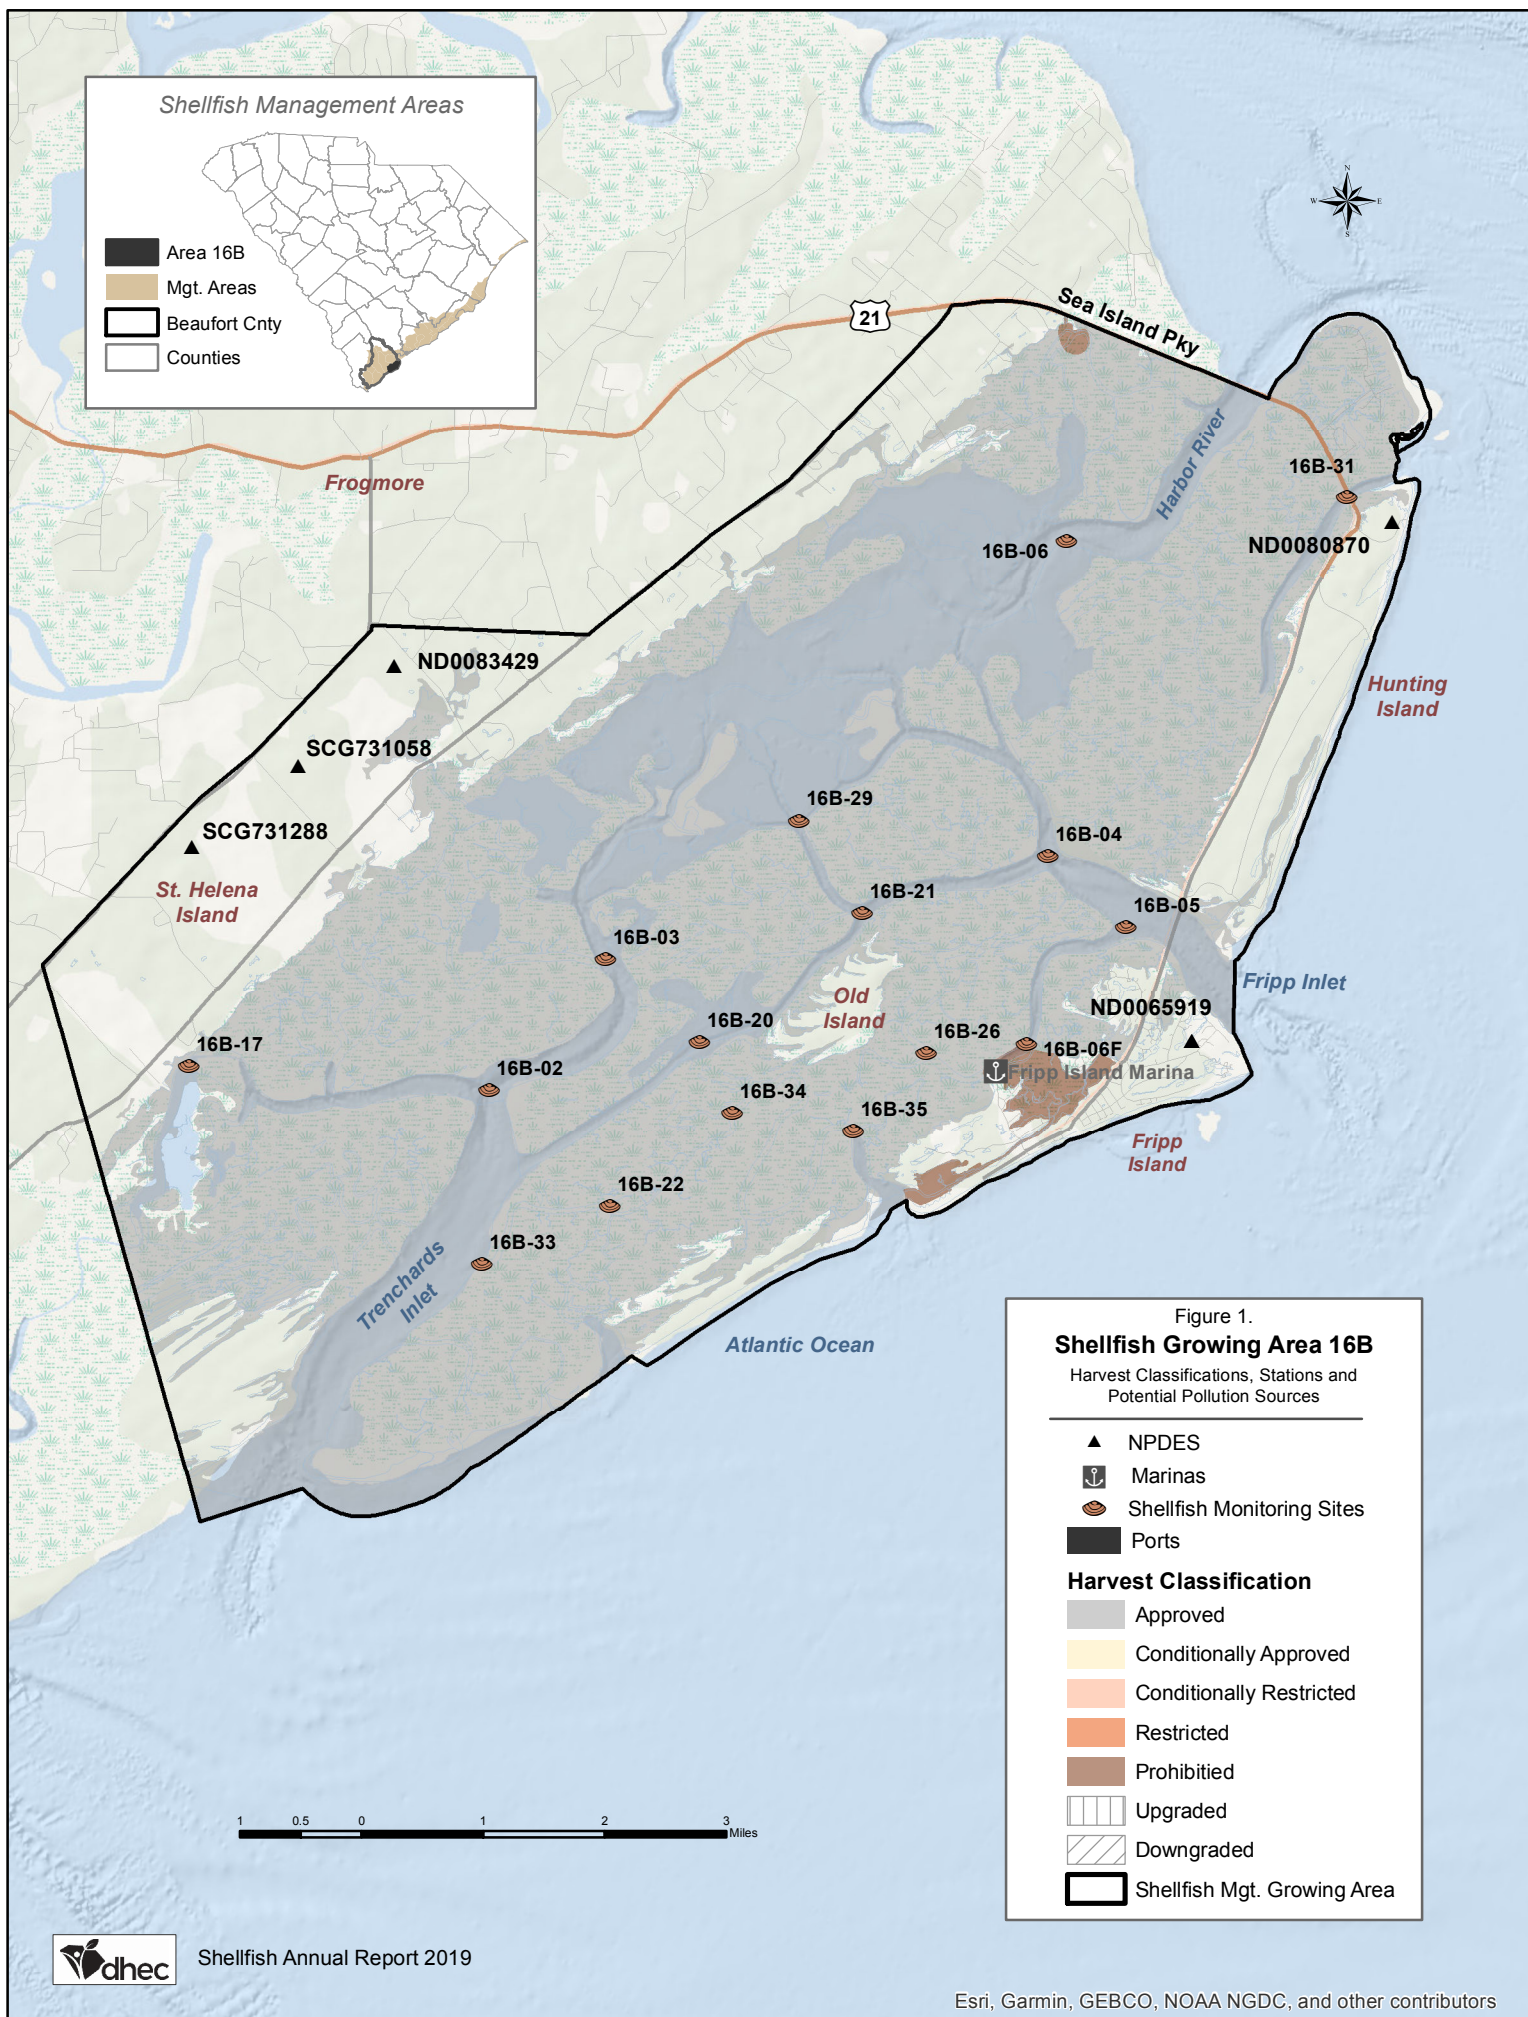 Shellfish Management Areas
Area 16B
Mgt. Areas
Beaufort Cnty
Counties
N
W
E
S
21
Sea Island Pky
Harbor River
16B-31
Frogmore
16B-06
ND0080870
ND0083429
Hunting
Island
SCG731058
16B-29
SCG731288
16B-04
St. Helena
Island
16B-21
16B-05
16B-03
Fripp Inlet
Old
Island
ND0065919
16B-20
16B-26
16B-17
16B-06F
16B-02
Fripp Island Marina
16B-34
16B-35
Fripp
Island
16B-22
16B-33
Trenchards
Inlet
Atlantic Ocean
Figure 1.
Shellfish Growing Area 16B
Harvest Classifications, Stations and
Potential Pollution Sources
NPDES
Marinas
Shellfish Monitoring Sites
Ports
Harvest Classification
Approved
Conditionally Approved
Conditionally Restricted
Restricted
Prohibitied
Upgraded
Downgraded
Shellfish Mgt. Growing Area
1 0.5 0 1 2 3
Miles
dhec
Shellfish Annual Report 2019
Esri, Garmin, GEBCO, NOAA NGDC, and other contributors